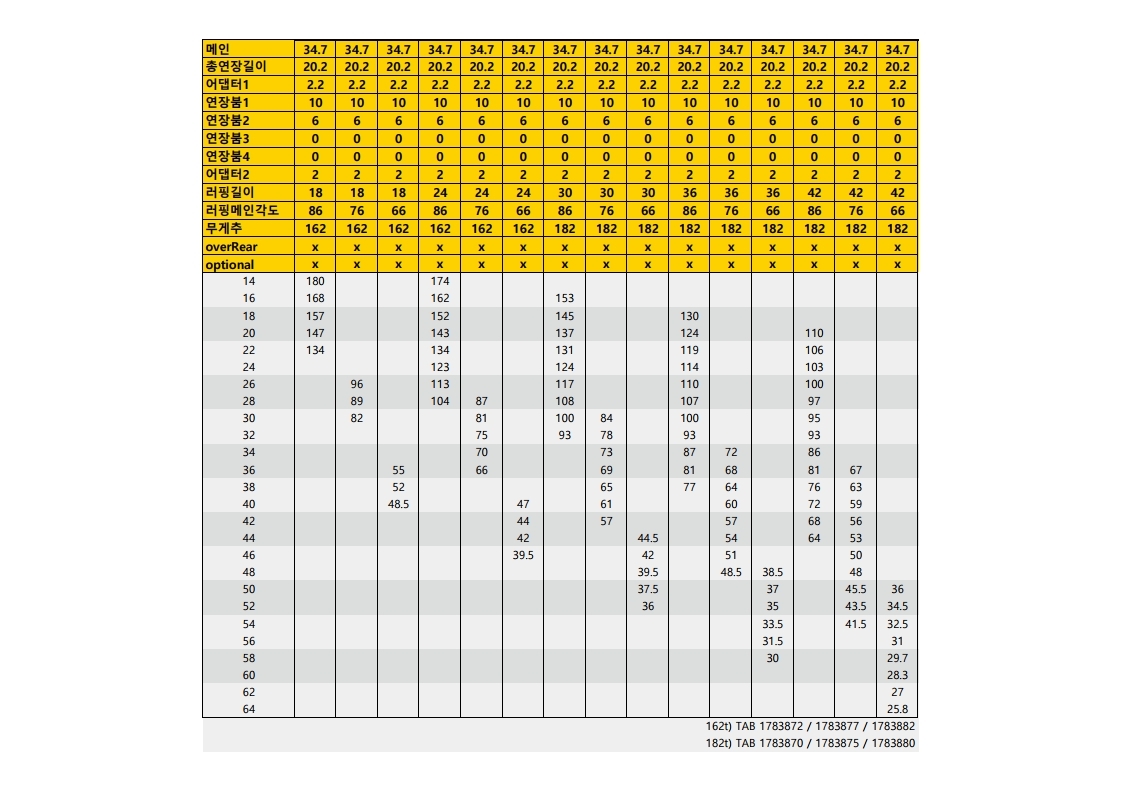 메인 34.7 34.7 34.7 34.7 34.7 34.7 34.7 34.7 34.7 34.7 34.7 34.7 34.7 34.7 34.7
총연장길이 20.2 20.2 20.2 20.2 20.2 20.2 20.2 20.2 20.2 20.2 20.2 20.2 20.2 20.2 20.2
어댑터1 2.2 2.2 2.2 2.2 2.2 2.2 2.2 2.2 2.2 2.2 2.2 2.2 2.2 2.2 2.2
연장붐1 10 10 10 10 10 10 10 10 10 10 10 10 10 10 10
연장붐2 6 6 6 6 6 6 6 6 6 6 6 6 6 6 6
연장붐3 0 0 0 0 0 0 0 0 0 0 0 0 0 0 0
연장붐4 0 0 0 0 0 0 0 0 0 0 0 0 0 0 0
어댑터2 2 2 2 2 2 2 2 2 2 2 2 2 2 2 2
러핑길이 18 18 18 24 24 24 30 30 30 36 36 36 42 42 42
러핑메인각도 86 76 66 86 76 66 86 76 66 86 76 66 86 76 66
무게추 162 162 162 162 162 162 182 182 182 182 182 182 182 182 182
overRear x x x x x x x x x x x x x x x
optional x x x x x x x x x x x x x x x
14 180 174
16 168 162 153
18 157 152 145 130
20 147 143 137 124 110
22 134 134 131 119 106
24 123 124 114 103
26 96 113 117 110 100
28 89 104 87 108 107 97
30 82 81 100 84 100 95
32 75 93 78 93 93
34 70 73 87 72 86
36 55 66 69 81 68 81 67
38 52 65 77 64 76 63
40 48.5 47 61 60 72 59
42 44 57 57 68 56
44 42 44.5 54 64 53
46 39.5 42 51 50
48 39.5 48.5 38.5 48
50 37.5 37 45.5 36
52 36 35 43.5 34.5
54 33.5 41.5 32.5
56 31.5 31
58 30 29.7
60 28.3
62 27
64 25.8
162t) TAB 1783872 / 1783877 / 1783882
182t) TAB 1783870 / 1783875 / 1783880